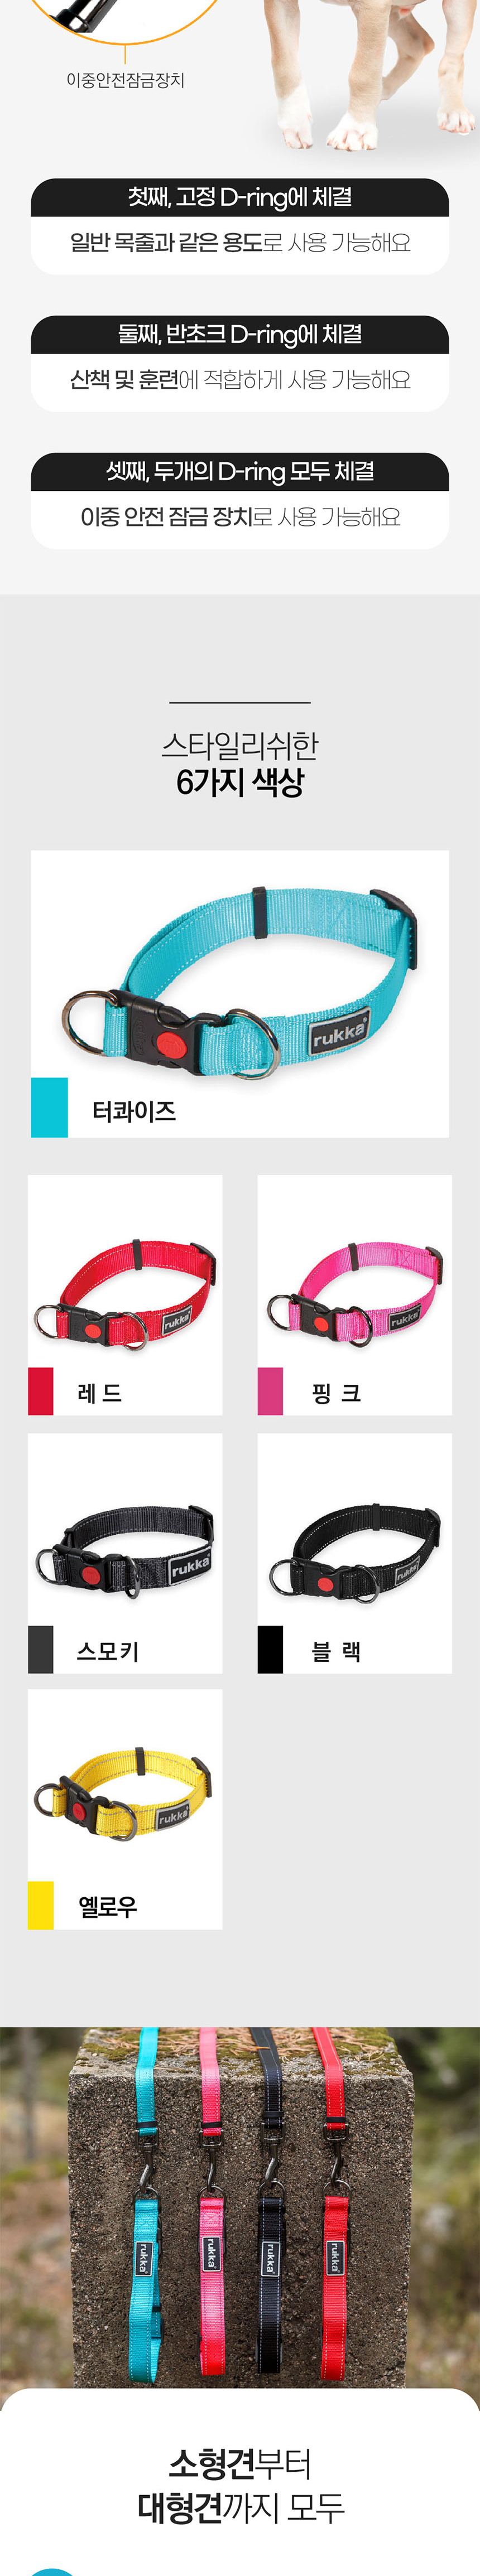 이중안전잠금장치
첫째, 고정 D-ring에 체결
일반 목줄과 같은 용도로 사용 가능해요
둘째, 반초크 D-ring에 체결
산책 및 훈련에 적합하게 사용 가능해요
셋째, 두개의 D-ring 모두 체결
이중 안전 잠금 장치로 사용 가능해요
스타일리쉬한
6가지 색상
rukka
터콰이즈
rukka
rukka
레드
핑 크
rukka
rukka
스모키
블 랙
rukka
옐로우
rukka
rukka
rukka
rukka
소형견부터
대형견까지 모두